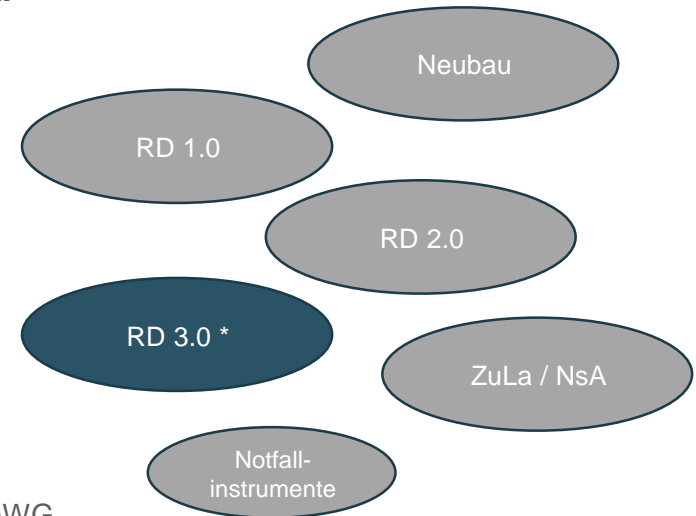 Neubau
RD 1.0
RD 2.0
RD 3.0 *
ZuLa / NsA
Notfall-
instrumente